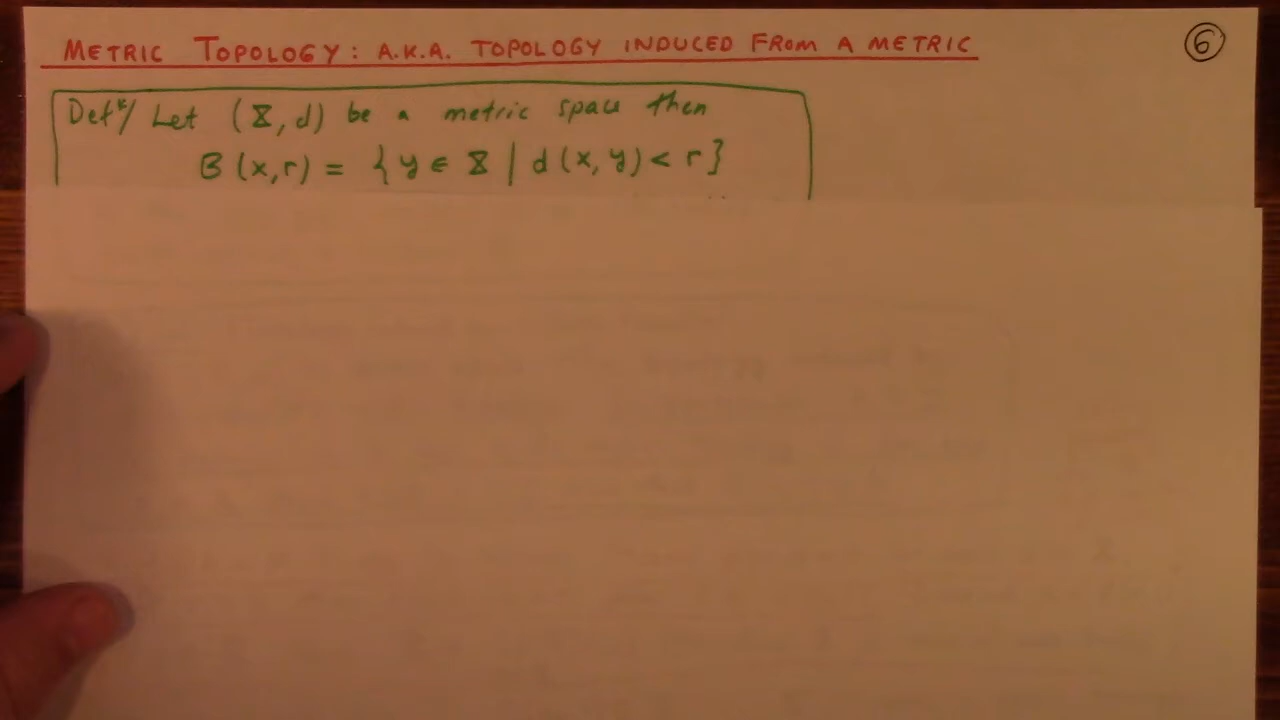 METRIC TOPOLOGY: A.K.A. TOPOLOGY INDUCED FROM A METRIC
6
Defⁿ/ Let (X, d) be a metric space then
B(x,r) = { y ∈ X | d(x,y) < r }